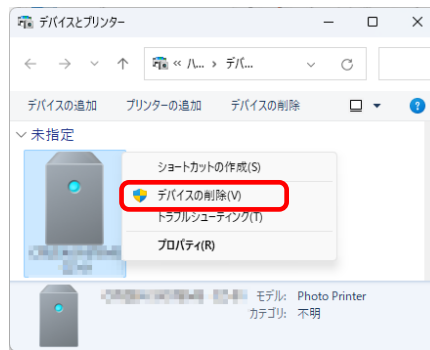 デバイスとプリンター
« ハ... › デバ...
デバイスの追加 プリンターの追加 デバイスの削除
未指定
ショートカットの作成(S)
デバイスの削除(V)
トラブルシューティング(T)
プロパティ(R)
モデル: Photo Printer
カテゴリ: 不明